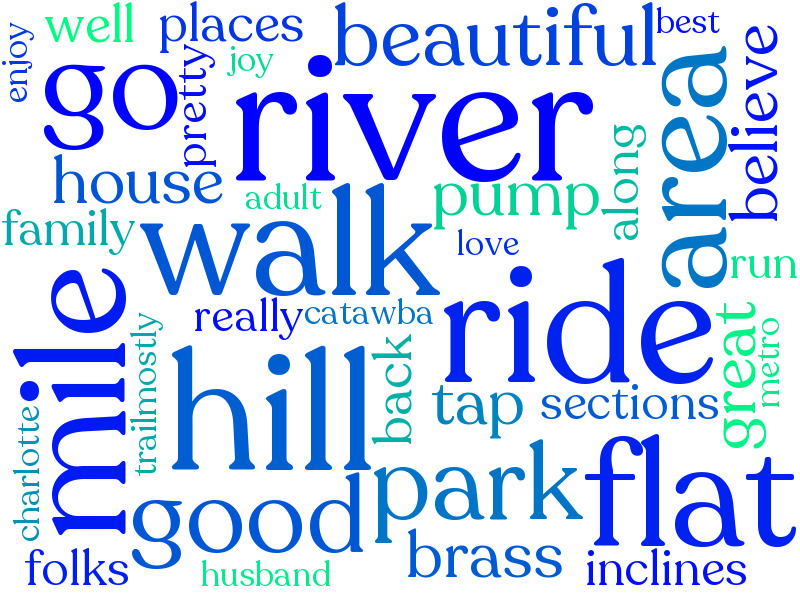 enjoy
well
places
beautiful
best
go
pretty
joy
river
area
believe
house
adult
pump
along
family
walk
love
run
mile
really
catawba
ride
great
metro
trailmostly
hill
back
tap
sections
charlotte
good
park
flat
folks
husband
brass
inclines